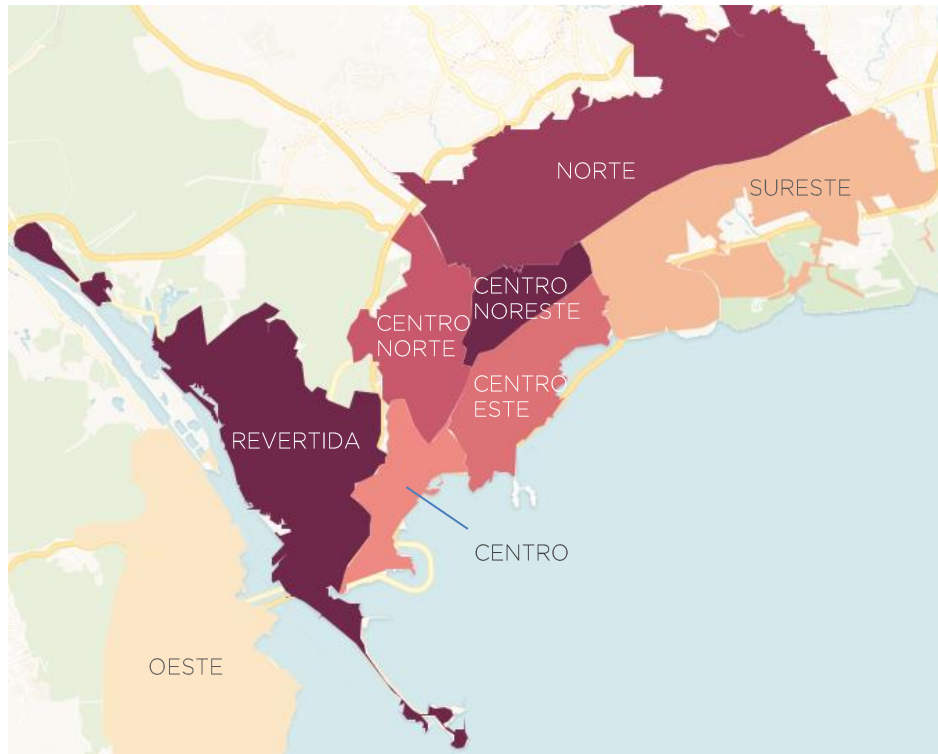 NORTE
SURESTE
CENTRO
NORESTE
CENTRO
NORTE
CENTRO
ESTE
REVERTIDA
CENTRO
OESTE